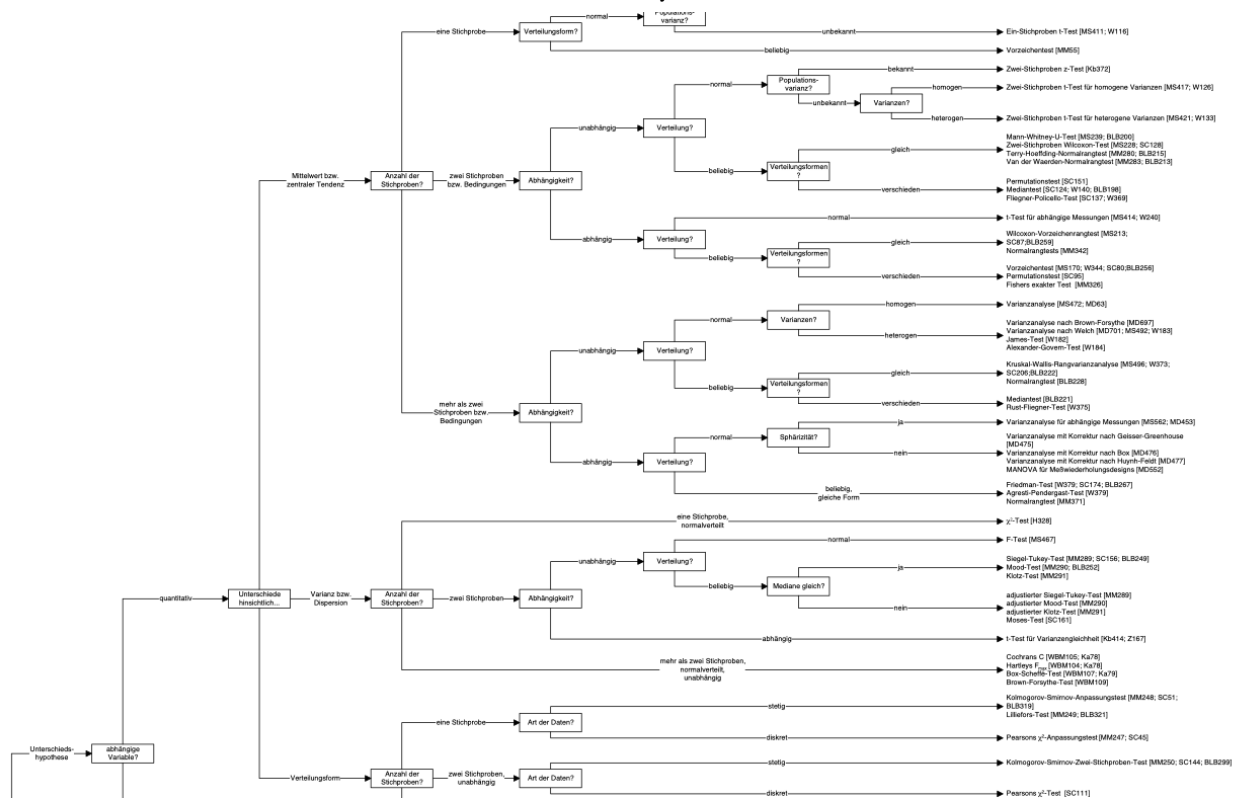 normal
Populations-
varianz?
eine Stichprobe
Verteilungsform?
unbekannt
Ein-Stichproben t-Test [MS411; W116]
beliebig
Vorzeichentest [MM55]
bekannt
Zwei-Stichproben z-Test [Kb372]
normal
Populations-
varianz?
homogen
Zwei-Stichproben t-Test für homogene Varianzen [MS417; W126]
unbekannt
Varianzen?
unabhängig
Verteilung?
heterogen
Zwei-Stichproben t-Test für heterogene Varianzen [MS421; W133]
gleich
Mann-Whitney-U-Test [MS239; BLB200]
Zwei-Stichproben Wilcoxon-Test [MS228; SC128]
Terry-Hoeffding-Normalrangtest [MM280; BLB215]
Van der Waerden-Normalrangtest [MM283; BLB213]
beliebig
Verteilungsformen
?
Mittelwert bzw.
zentraler Tendenz
Anzahl der
Stichproben?
zwei Stichproben
bzw. Bedingungen
Abhängigkeit?
verschieden
Permutationstest [SC151]
Mediantest [SC124; W140; BLB198]
Fliegner-Policello-Test [SC137; W369]
normal
t-Test für abhängige Messungen [MS414; W240]
abhängig
Verteilung?
gleich
Wilcoxon-Vorzeichenrangtest [MS213;
SC87;BLB259]
Normalrangtests [MM342]
beliebig
Verteilungsformen
?
verschieden
Vorzeichentest [MS170; W344; SC80;BLB256]
Permutationstest [SC95]
Fishers exakter Test [MM326]
homogen
Varianzanalyse [MS472; MD63]
normal
Varianzen?
heterogen
Varianzanalyse nach Brown-Forsythe [MD697]
Varianzanalyse nach Welch [MD701; MS492; W183]
James-Test [W182]
Alexander-Govern-Test [W184]
unabhängig
Verteilung?
gleich
Kruskal-Wallis-Rangvarianzanalyse [MS496; W373;
SC206;BLB222]
Normalrangtest [BLB228]
beliebig
Verteilungsformen
?
verschieden
Mediantest [BLB221]
Rust-Fliegner-Test [W375]
mehr als zwei
Stichproben bzw.
Bedingungen
Abhängigkeit?
ja
Varianzanalyse für abhängige Messungen [MS562; MD453]
normal
Sphärizität?
nein
Varianzanalyse mit Korrektur nach Geisser-Greenhouse
[MD475]
Varianzanalyse mit Korrektur nach Box [MD476]
Varianzanalyse mit Korrektur nach Huynh-Feldt [MD477]
MANOVA für Meßwiederholungsdesigns [MD552]
abhängig
Verteilung?
beliebig,
gleiche Form
Friedman-Test [W379; SC174; BLB267]
Agresti-Pendergast-Test [W379]
Normalrangtest [MM371]
eine Stichprobe,
normalverteilt
χ²-Test [H328]
normal
F-Test [MS467]
unabhängig
Verteilung?
ja
Siegel-Tukey-Test [MM289; SC156; BLB249]
Mood-Test [MM290; BLB252]
Klotz-Test [MM291]
beliebig
Mediane gleich?
nein
adjustierter Siegel-Tukey-Test [MM289]
adjustierter Mood-Test [MM290]
adjustierter Klotz-Test [MM291]
Moses-Test [SC161]
quantitativ
Unterschiede
hinsichtlich...
Varianz bzw.
Dispersion
Anzahl der
Stichproben?
zwei Stichproben
Abhängigkeit?
abhängig
t-Test für Varianzengleichheit [Kb414; Z167]
mehr als zwei Stichproben,
normalverteilt,
unabhängig
Cochrans C [WBM105; Ka78]
Hartleys Fmax [WBM104; Ka78]
Box-Scheffé-Test [WBM107; Ka79]
Brown-Forsythe-Test [WBM109]
stetig
Kolmogorov-Smirnov-Anpassungstest [MM248; SC51;
BLB319]
Lilliefors-Test [MM249; BLB321]
eine Stichprobe
Art der Daten?
diskret
Pearsons χ²-Anpassungstest [MM247; SC45]
Unterschieds-
hypothese
abhängige
Variable?
stetig
Kolmogorov-Smirnov-Zwei-Stichproben-Test [MM250; SC144; BLB299]
Verteilungsform
Anzahl der
Stichproben?
zwei Stichproben,
unabhängig
Art der Daten?
diskret
Pearsons χ²-Test [SC111]